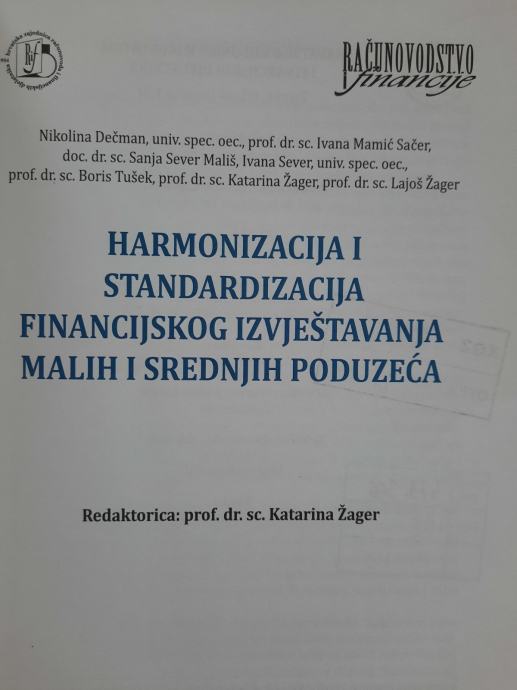 RiF
RAČUNOVODSTVO
i financije
Nikolina Dečman, univ. spec. oec., prof. dr. sc. Ivana Mamić Sačer,
doc. dr. sc. Sanja Sever Mališ, Ivana Sever, univ. spec. oec.,
prof. dr. sc. Boris Tušek, prof. dr. sc. Katarina Žager, prof. dr. sc. Lajoš Žager
HARMONIZACIJA I
STANDARDIZACIJA
FINANCIJSKOG IZVJEŠTAVANJA
MALIH I SREDNJIH PODUZEĆA
Redaktorica: prof. dr. sc. Katarina Žager